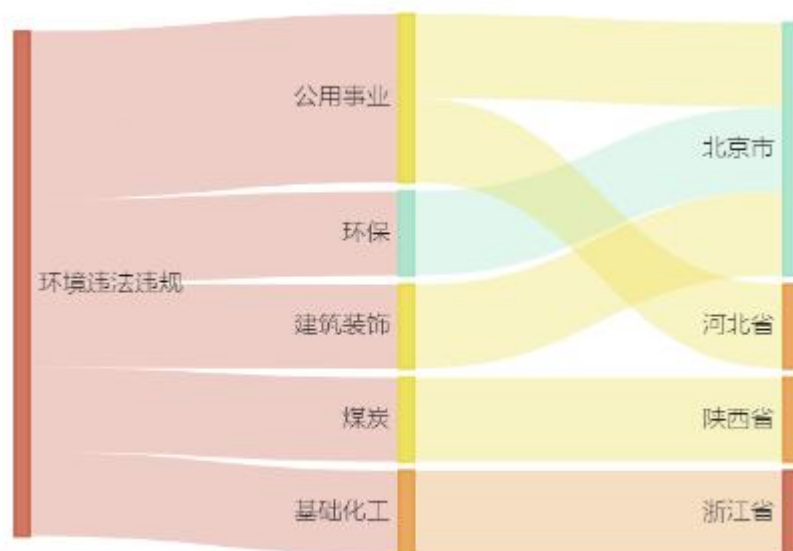 环境违法违规
公用事业
环保
建筑装饰
煤炭
基础化工
北京市
河北省
陕西省
浙江省